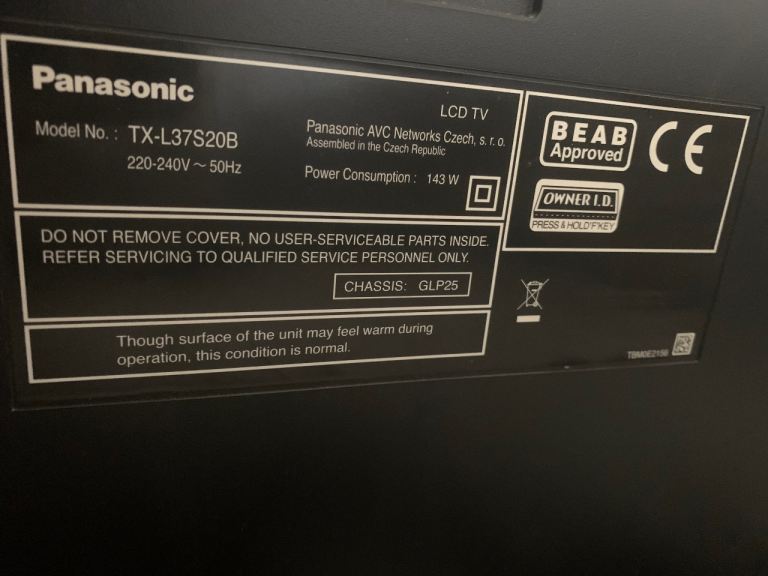 Panasonic
LCD TV
Model No. : TX-L37S20B
220-240V ~ 50Hz
Panasonic AVC Networks Czech, s. r. o.
Assembled in the Czech Republic
Power Consumption : 143 W
BEAB
Approved
CE
OWNER I.D.
PRESS & HOLD'F'KEY
DO NOT REMOVE COVER, NO USER-SERVICEABLE PARTS INSIDE.
REFER SERVICING TO QUALIFIED SERVICE PERSONNEL ONLY.
CHASSIS: GLP25
Though surface of the unit may feel warm during
operation, this condition is normal.
TBM0E2156